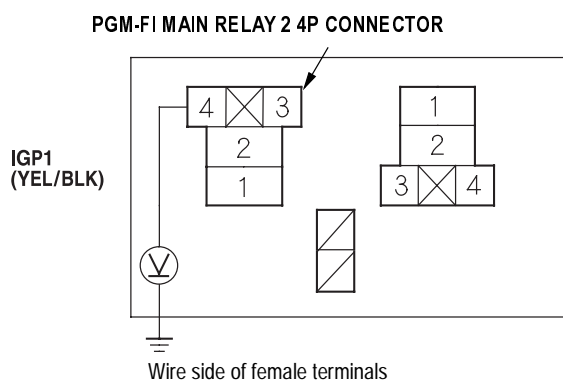 PGM-FI MAIN RELAY 2 4P CONNECTOR
4 3
2
1
1
2
3 4
IGP1
(YEL/BLK)
V
Wire side of female terminals